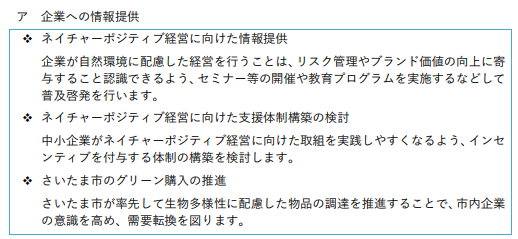 ア 企業への情報提供
❖ ネイチャーポジティブ経営に向けた情報提供
企業が自然環境に配慮した経営を行うことは、リスク管理やブランド価値の向上に寄
与すること認識できるよう、セミナー等の開催や教育プログラムを実施するなどして
普及啓発を行います。
❖ ネイチャーポジティブ経営に向けた支援体制構築の検討
中小企業がネイチャーポジティブ経営に向けた取組を実践しやすくなるよう、インセ
ンティブを付与する体制の構築を検討します。
❖ さいたま市のグリーン購入の推進
さいたま市が率先して生物多様性に配慮した物品の調達を推進することで、市内企業
の意識を高め、需要転換を図ります。